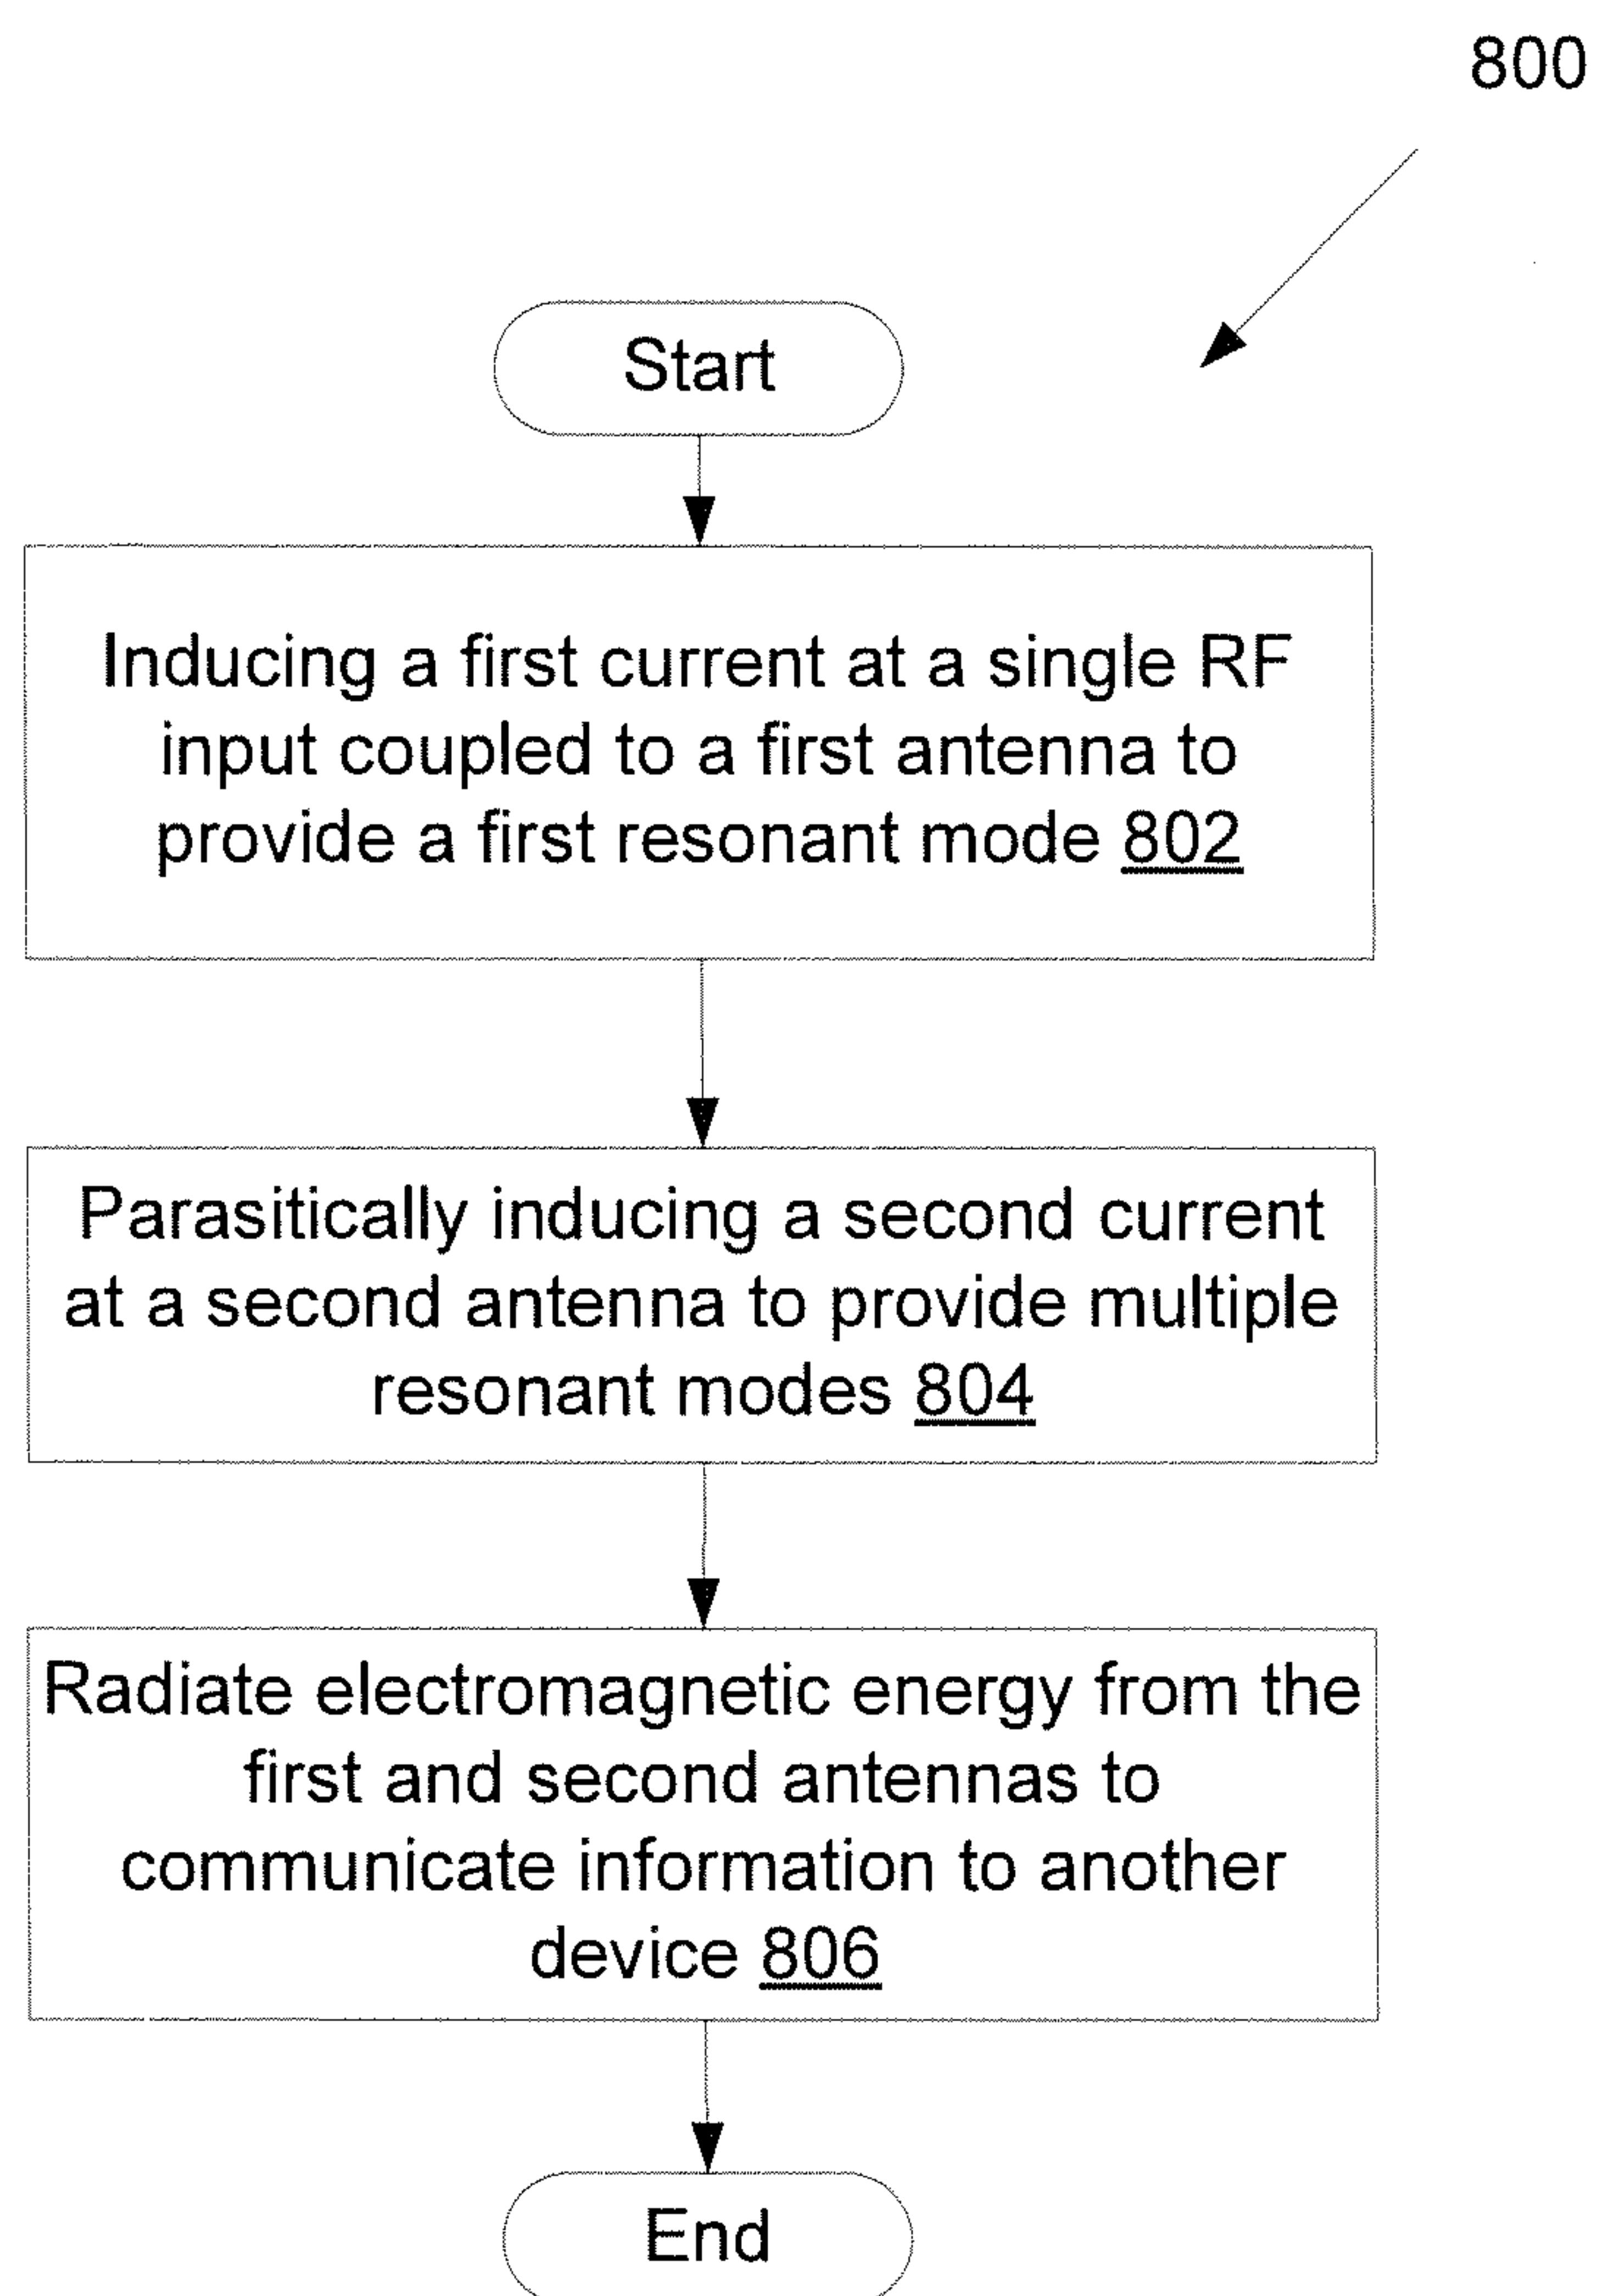 800
Start
Inducing a first current at a single RF
input coupled to a first antenna to
provide a first resonant mode 802
Parasitically inducing a second current
at a second antenna to provide multiple
resonant modes 804
Radiate electromagnetic energy from the
first and second antennas to
communicate information to another
device 806
End